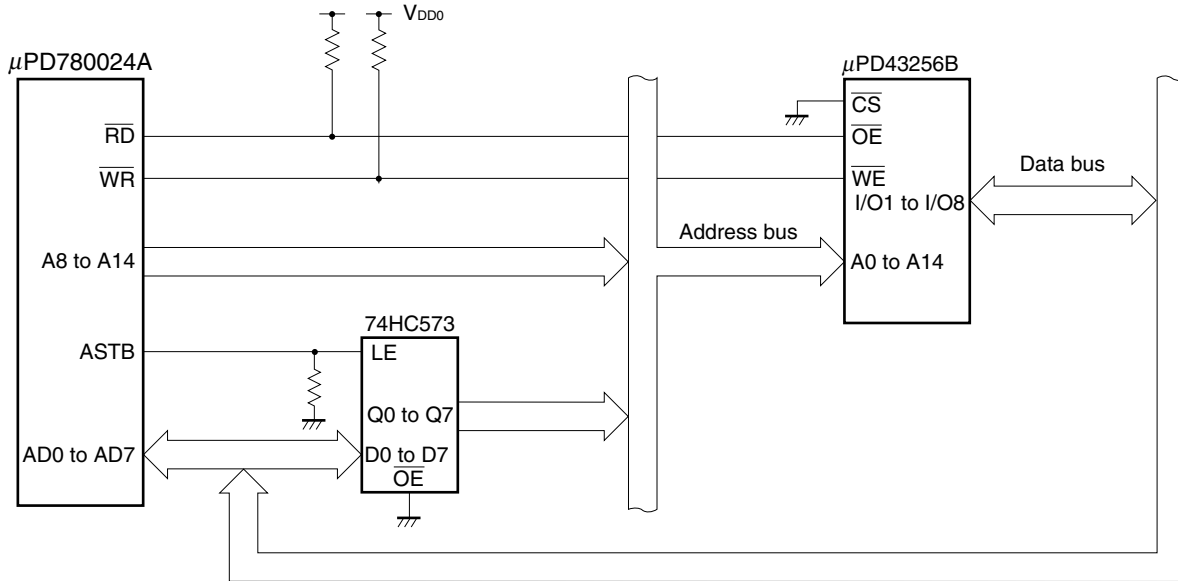 V_DD0
μPD780024A
μPD43256B
CS
RD
OE
WR
WE
Data bus
I/O1 to I/O8
Address bus
A8 to A14
A0 to A14
74HC573
ASTB
LE
Q0 to Q7
AD0 to AD7
D0 to D7
OE